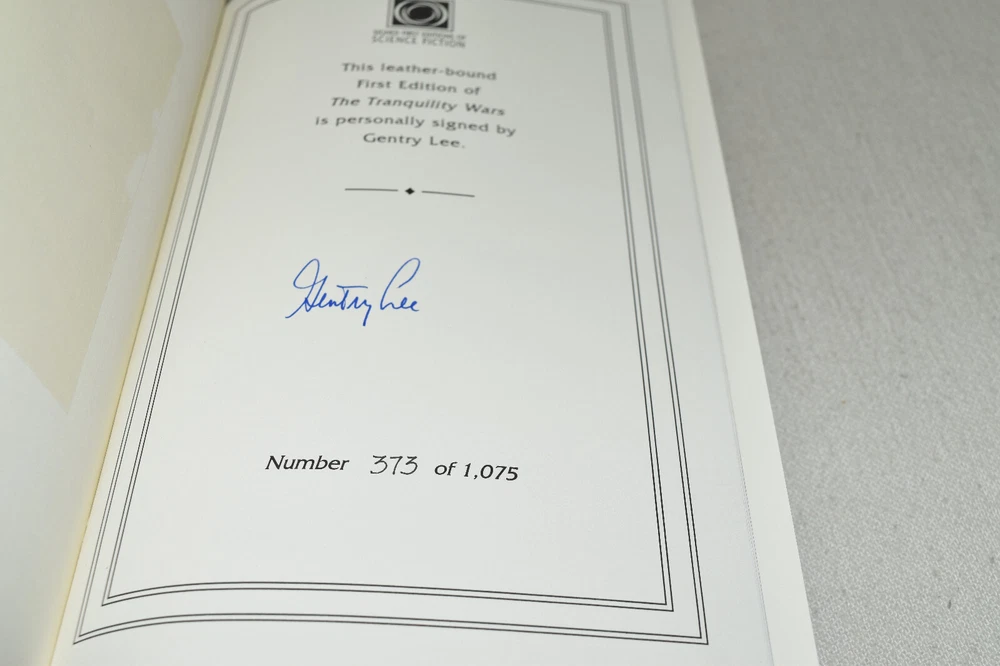 SIGNED FIRST EDITIONS OF
SCIENCE FICTION
This leather-bound
First Edition of
The Tranquility Wars
is personally signed by
Gentry Lee.
Gentry Lee
Number 373 of 1,075